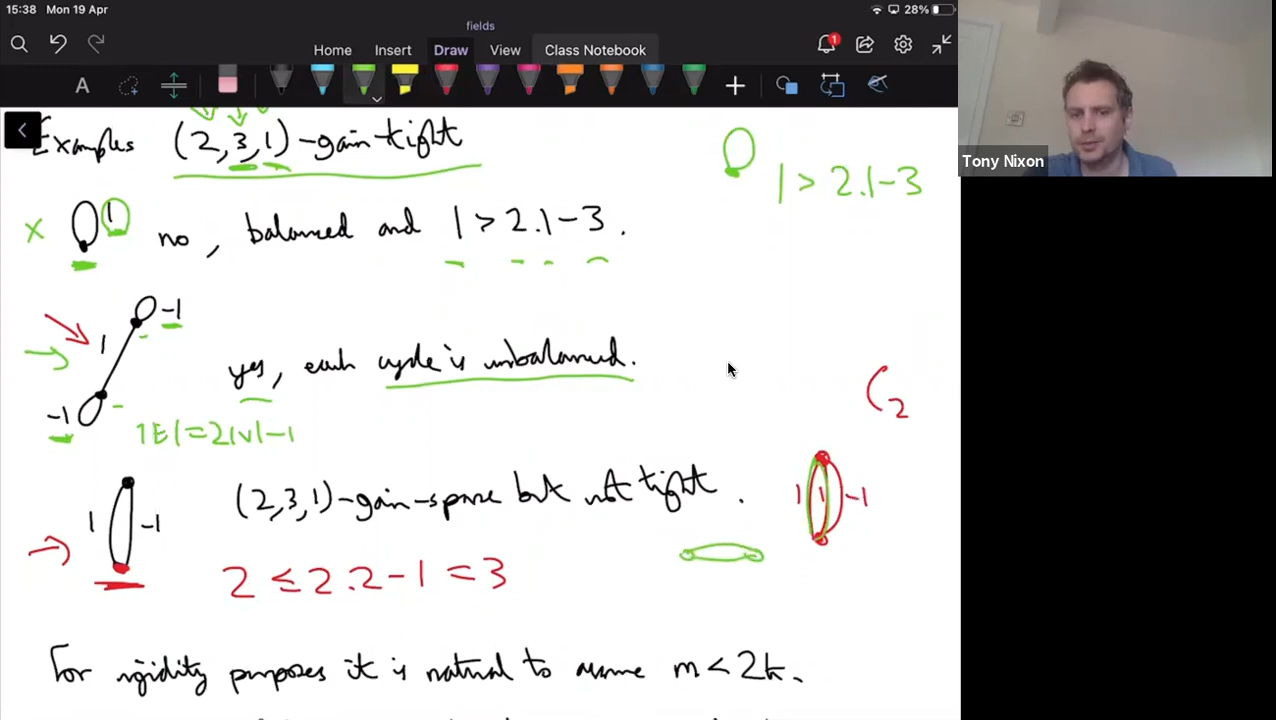 15:38 Mon 19 Apr
28%
fields
Home Insert Draw View Class Notebook
1
A
Tony Nixon
Examples (2,3,1)-gain-tight
1 > 2.1-3
x 1 no, balanced and 1 > 2.1-3.
-1
1
yes, each cycle is unbalanced.
-1
|E|=2|V|-1
(2
1 -1 (2,3,1)-gain-sparse but not tight.
1 1 -1
2 ≤ 2.2-1 = 3
For rigidity purposes it is natural to assume m < 2k.